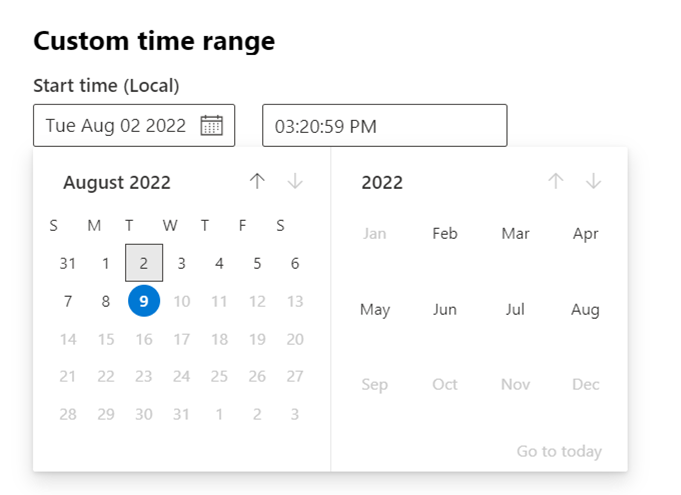 Custom time range
Start time (Local)
Tue Aug 02 2022 03:20:59 PM
August 2022
S M T W T F S
31 1 2 3 4 5 6
7 8 9 10 11 12 13
14 15 16 17 18 19 20
21 22 23 24 25 26 27
28 29 30 31 1 2 3
2022
Jan Feb Mar Apr
May Jun Jul Aug
Sep Oct Nov Dec
Go to today